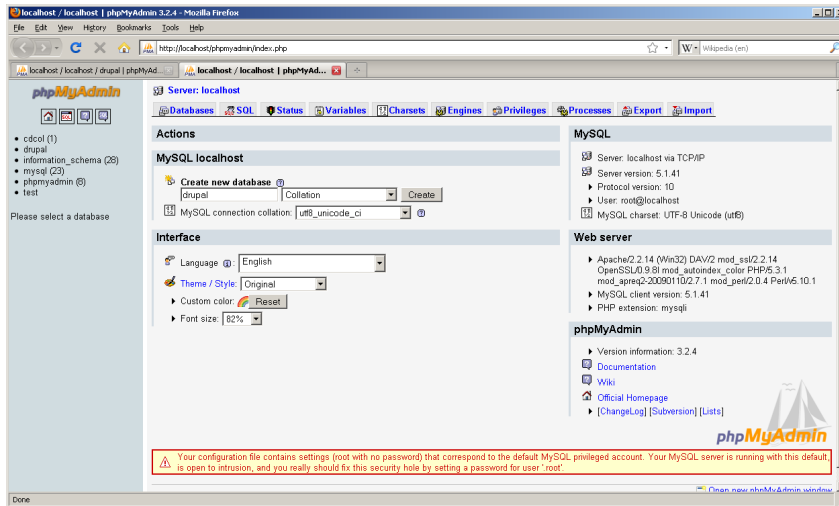 localhost / localhost | phpMyAdmin 3.2.4 - Mozilla Firefox
File Edit View History Bookmarks Tools Help
http://localhost/phpmyadmin/index.php
Wikipedia (en)
localhost / localhost / drupal | phpMyAd...
localhost / localhost | phpMyAd...
phpMyAdmin
cdcol (1)
drupal
information_schema (28)
mysql (23)
phpmyadmin (8)
test
Please select a database
Server: localhost
Databases SQL Status Variables Charsets Engines Privileges Processes Export Import
Actions
MySQL localhost
Create new database
drupal Collation Create
MySQL connection collation: utf8_unicode_ci
Interface
Language : English
Theme / Style: Original
Custom color: Reset
Font size: 82%
MySQL
Server: localhost via TCP/IP
Server version: 5.1.41
Protocol version: 10
User: root@localhost
MySQL charset: UTF-8 Unicode (utf8)
Web server
Apache/2.2.14 (Win32) DAV/2 mod_ssl/2.2.14
OpenSSL/0.9.8l mod_autoindex_color PHP/5.3.1
mod_apreq2-20090110/2.7.1 mod_perl/2.0.4 Perl/v5.10.1
MySQL client version: 5.1.41
PHP extension: mysqli
phpMyAdmin
Version information: 3.2.4
Documentation
Wiki
Official Homepage
[ChangeLog] [Subversion] [Lists]
phpMyAdmin
Your configuration file contains settings (root with no password) that correspond to the default MySQL privileged account. Your MySQL server is running with this default,
is open to intrusion, and you really should fix this security hole by setting a password for user '.root'.
Open new phpMyAdmin window
Done